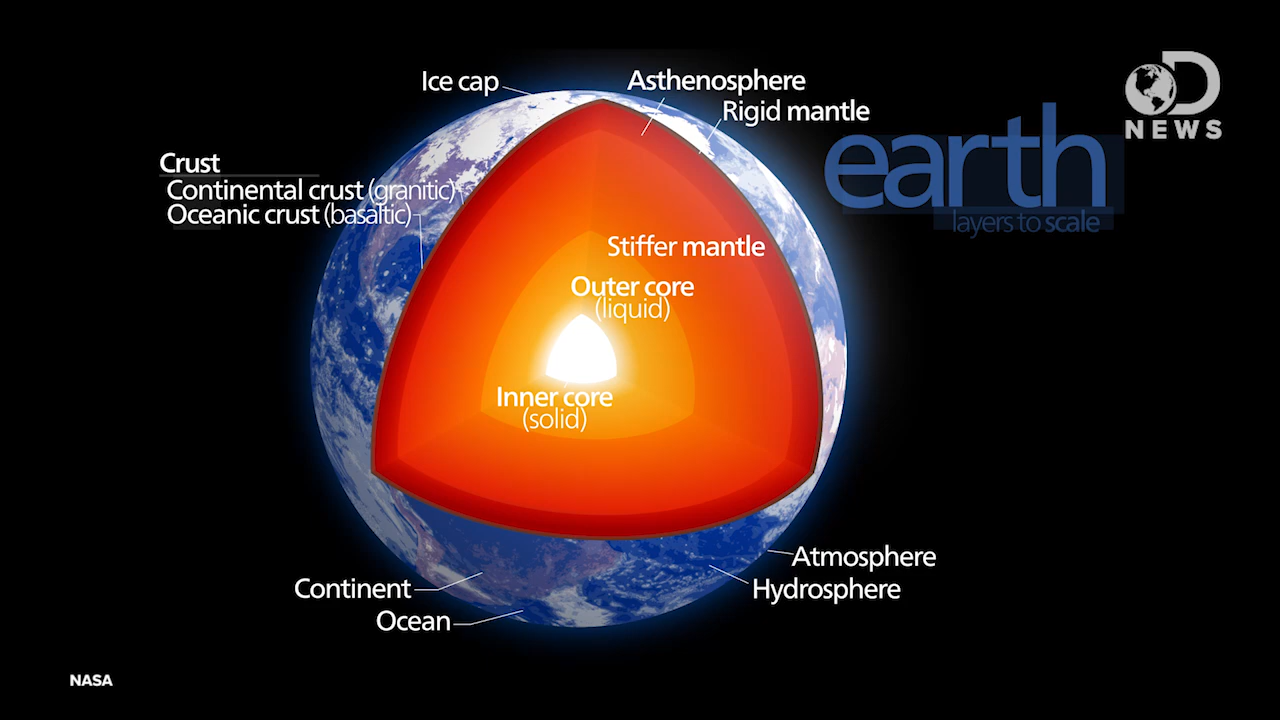 Ice cap
Asthenosphere
Rigid mantle
NEWS
earth
layers to scale
Crust
Continental crust (granitic)
Oceanic crust (basaltic)
Stiffer mantle
Outer core
(liquid)
Inner core
(solid)
Atmosphere
Continent
Hydrosphere
Ocean
NASA